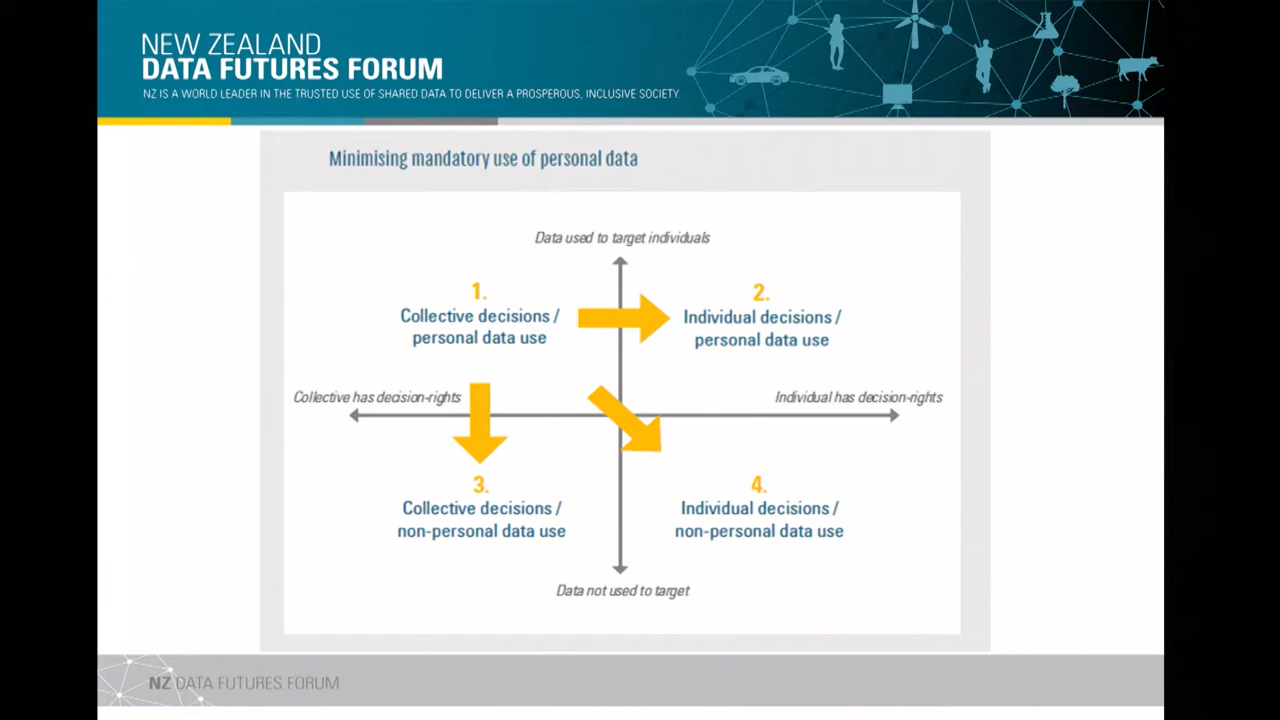 NEW ZEALAND
DATA FUTURES FORUM
NZ IS A WORLD LEADER IN THE TRUSTED USE OF SHARED DATA TO DELIVER A PROSPEROUS, INCLUSIVE SOCIETY.
Minimising mandatory use of personal data
Data used to target individuals
1.
Collective decisions /
personal data use
2.
Individual decisions /
personal data use
Collective has decision-rights
Individual has decision-rights
3.
Collective decisions /
non-personal data use
4.
Individual decisions /
non-personal data use
Data not used to target
NZ DATA FUTURES FORUM